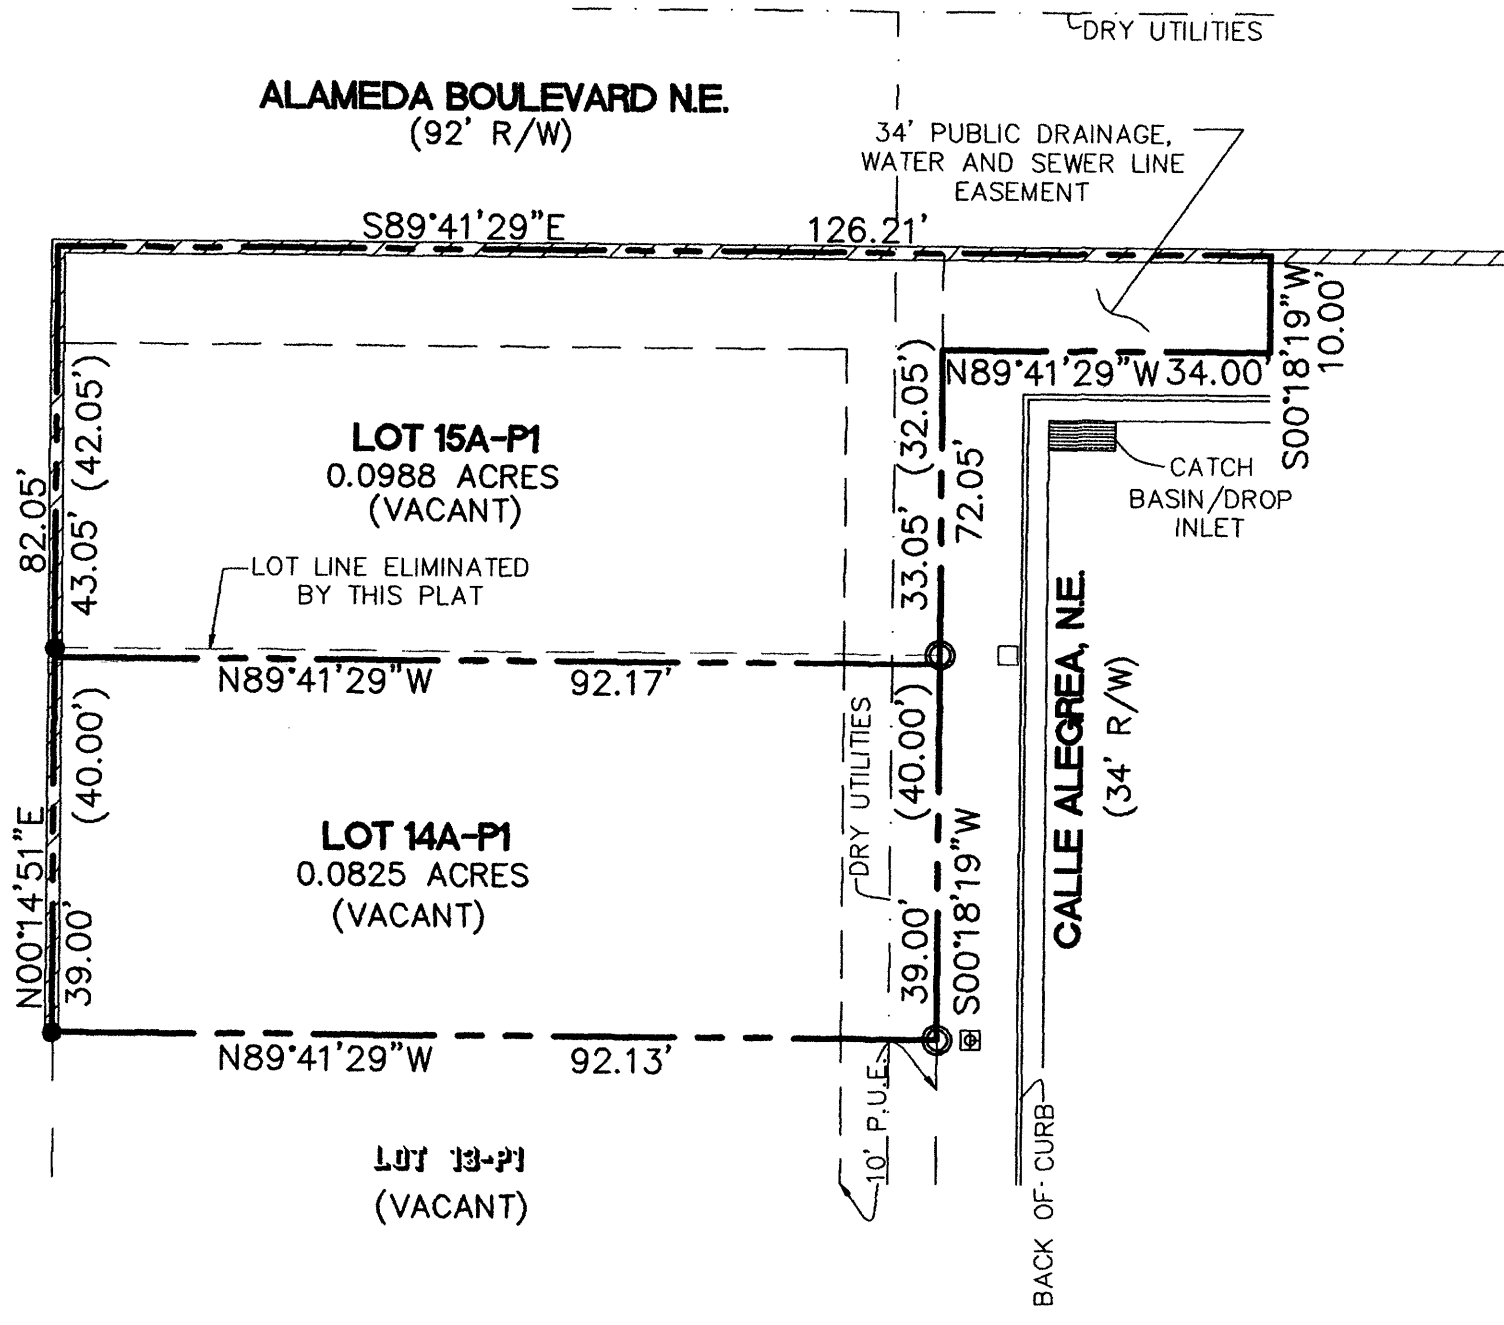 DRY UTILITIES
ALAMEDA BOULEVARD N.E.
(92' R/W)
34' PUBLIC DRAINAGE,
WATER AND SEWER LINE
EASEMENT
S89°41'29"E
126.21'
S00°18'19"W
10.00'
N89°41'29"W 34.00'
(42.05')
(32.05')
LOT 15A-P1
0.0988 ACRES
(VACANT)
82.05'
43.05'
33.05'
72.05'
CATCH
BASIN/DROP
INLET
LOT LINE ELIMINATED
BY THIS PLAT
N89°41'29"W
92.17'
(40.00')
(40.00')
DRY UTILITIES
CALLE ALEGREA, N.E.
(34' R/W)
LOT 14A-P1
0.0825 ACRES
(VACANT)
N00°14'51"E
39.00'
39.00'
S00°18'19"W
N89°41'29"W
92.13'
10' P.U.E.
BACK OF CURB
LOT 13-P1
(VACANT)